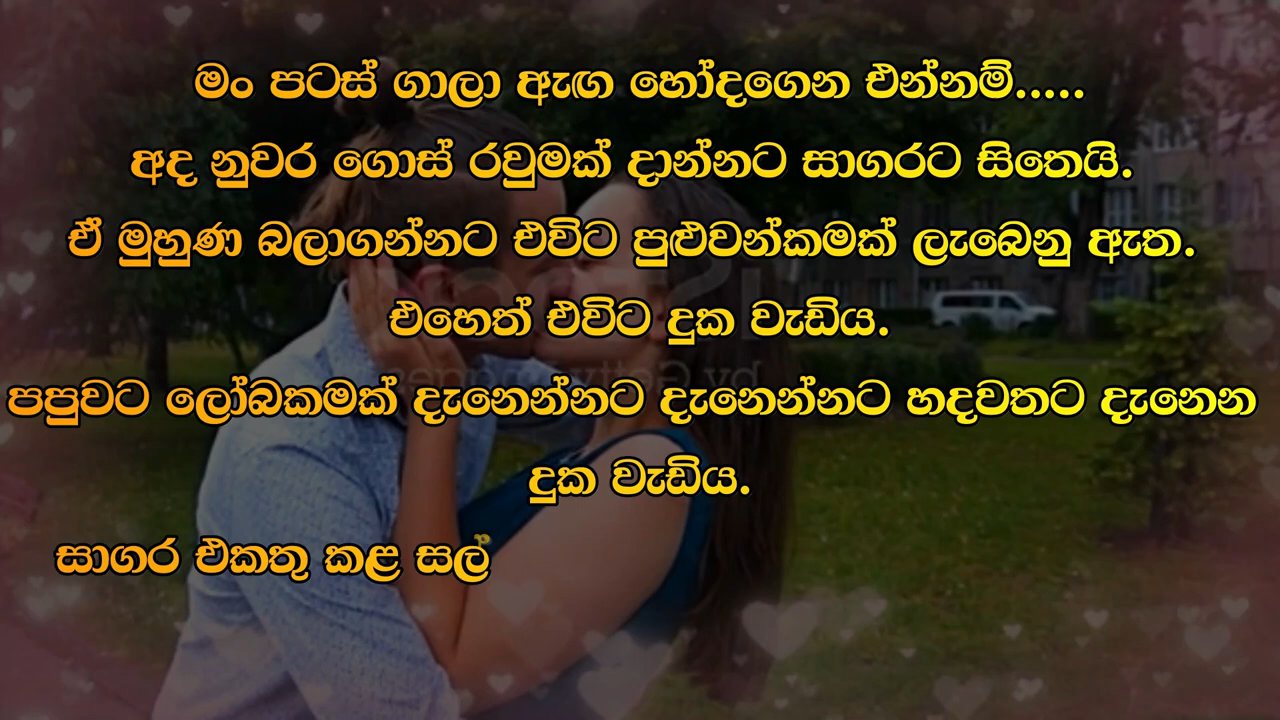 මං පටස් ගාලා ඇඟ හෝදගෙන එන්නම්.....
අද නුවර ගොස් රවුමක් දාන්නට සාගරට සිතෙයි.
ඒ මුහුණ බලාගන්නට එවිට පුළුවන්කමක් ලැබෙනු ඇත.
එහෙත් එවිට දුක වැඩිය.
පපුවට ලෝබකමක් දැනෙන්නට දැනෙන්නට හදවතට දැනෙන
දුක වැඩිය.
සාගර එකතු කළ සල්